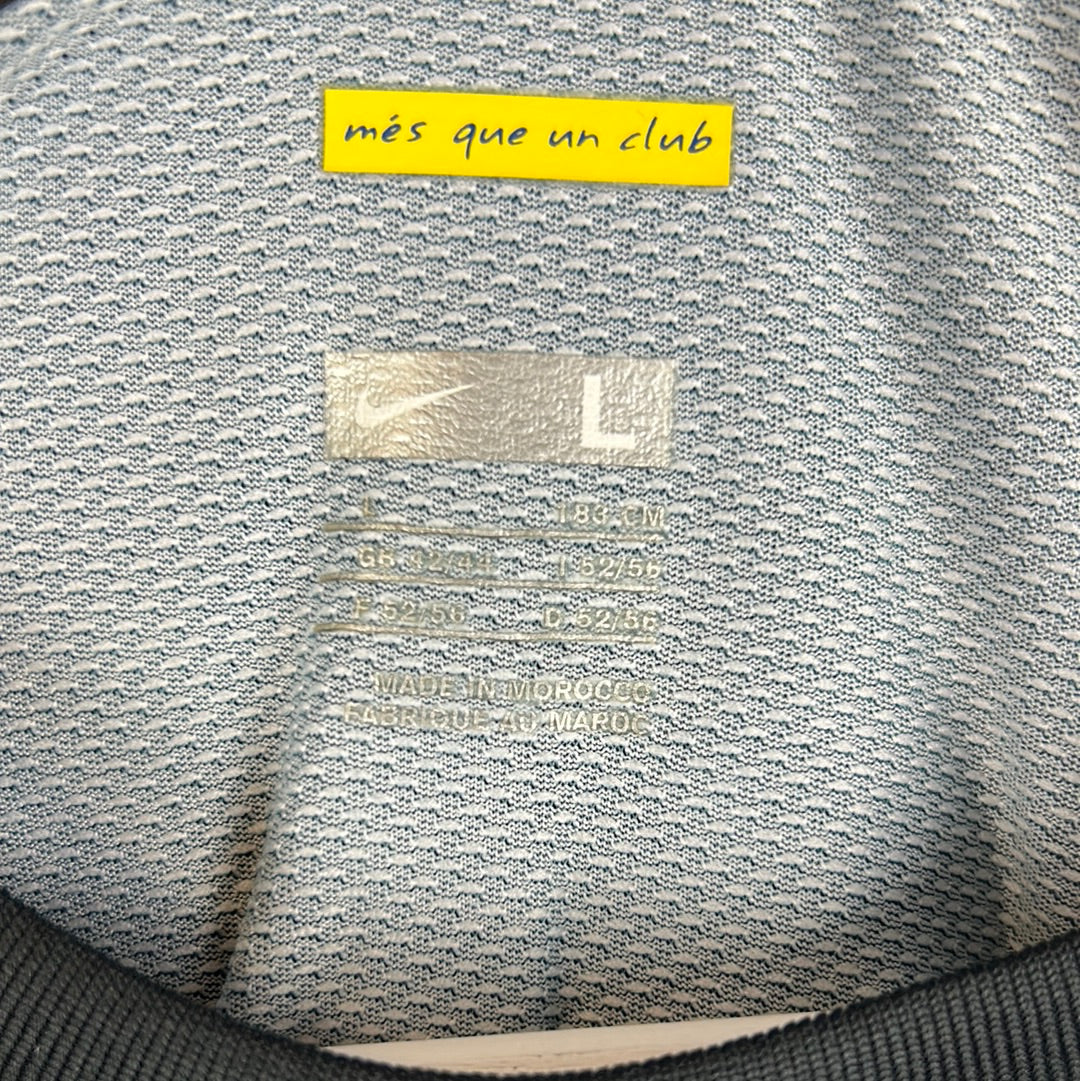 més que un club
L
L 183 CM
GB 42/44 I 52/56
F 52/56 D 52/56
MADE IN MOROCCO
FABRIQUE AU MAROC